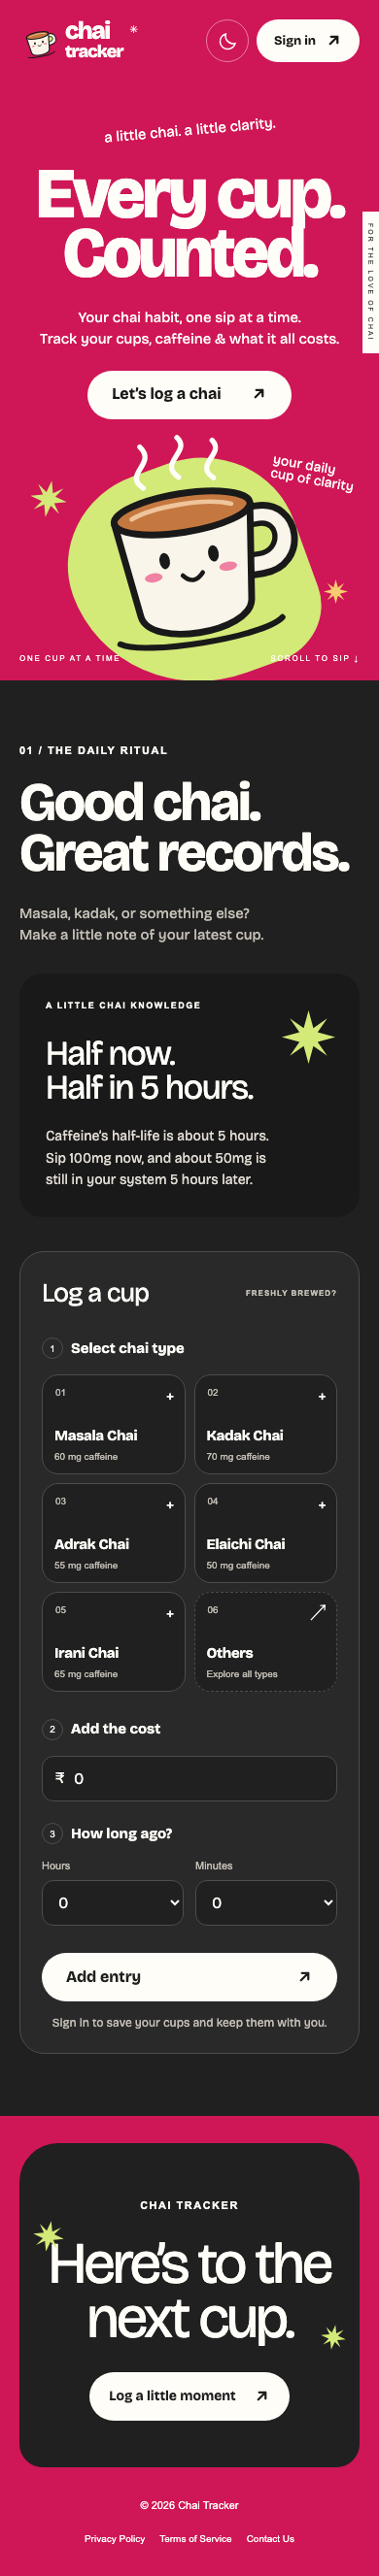 chai
tracker
Sign in
a little chai. a little clarity.
Every cup.
Counted.
FOR THE LOVE OF CHAI
Your chai habit, one sip at a time.
Track your cups, caffeine & what it all costs.
Let's log a chai
your daily
cup of clarity
ONE CUP AT A TIME
SCROLL TO SIP ↓
01 / THE DAILY RITUAL
Good chai.
Great records.
Masala, kadak, or something else?
Make a little note of your latest cup.
A LITTLE CHAI KNOWLEDGE
Half now.
Half in 5 hours.
Caffeine's half-life is about 5 hours.
Sip 100mg now, and about 50mg is
still in your system 5 hours later.
Log a cup
FRESHLY BREWED?
1 Select chai type
01 +
Masala Chai
60 mg caffeine
02 +
Kadak Chai
70 mg caffeine
03 +
Adrak Chai
55 mg caffeine
04 +
Elaichi Chai
50 mg caffeine
05 +
Irani Chai
65 mg caffeine
06
Others
Explore all types
2 Add the cost
₹ 0
3 How long ago?
Hours
0
Minutes
0
Add entry
Sign in to save your cups and keep them with you.
CHAI TRACKER
Here's to the
next cup.
Log a little moment
© 2026 Chai Tracker
Privacy Policy Terms of Service Contact Us